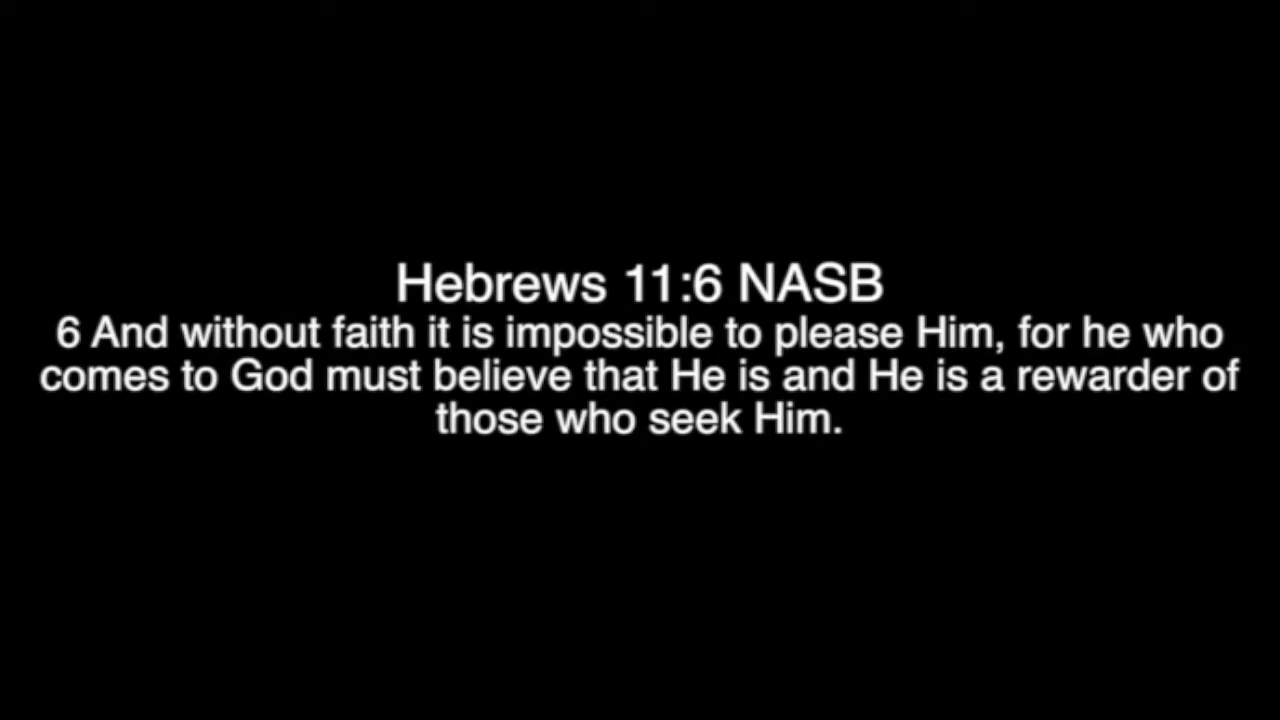 Hebrews 11:6 NASB
6 And without faith it is impossible to please Him, for he who
comes to God must believe that He is and He is a rewarder of
those who seek Him.